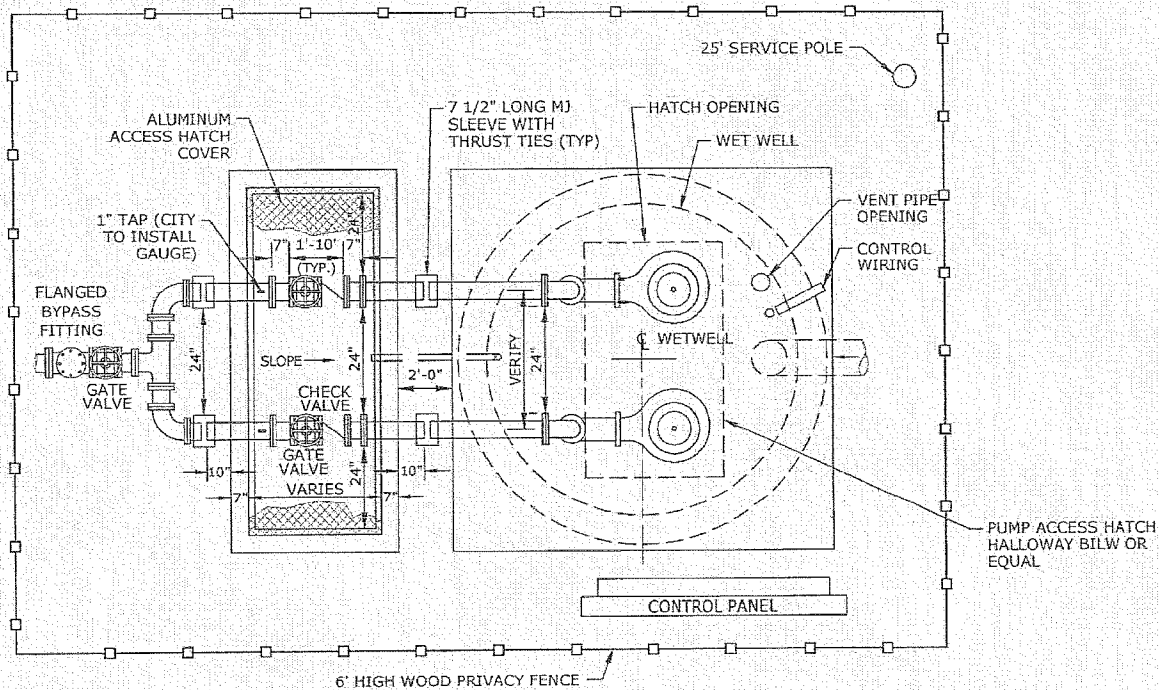 25' SERVICE POLE
7 1/2" LONG MJ
SLEEVE WITH
THRUST TIES (TYP)
HATCH OPENING
ALUMINUM
ACCESS HATCH
COVER
WET WELL
24"
VENT PIPE
OPENING
1" TAP (CITY
TO INSTALL
GAUGE)
7"
1'-10'
7"
(TYP.)
CONTROL
WIRING
FLANGED
BYPASS
FITTING
24"
SLOPE
24"
2'-0"
VERIFY
24"
℄ WETWELL
GATE
VALVE
CHECK
VALVE
GATE
VALVE
24"
10"
10"
7"
VARIES
7"
PUMP ACCESS HATCH
HALLOWAY BILW OR
EQUAL
CONTROL PANEL
6' HIGH WOOD PRIVACY FENCE